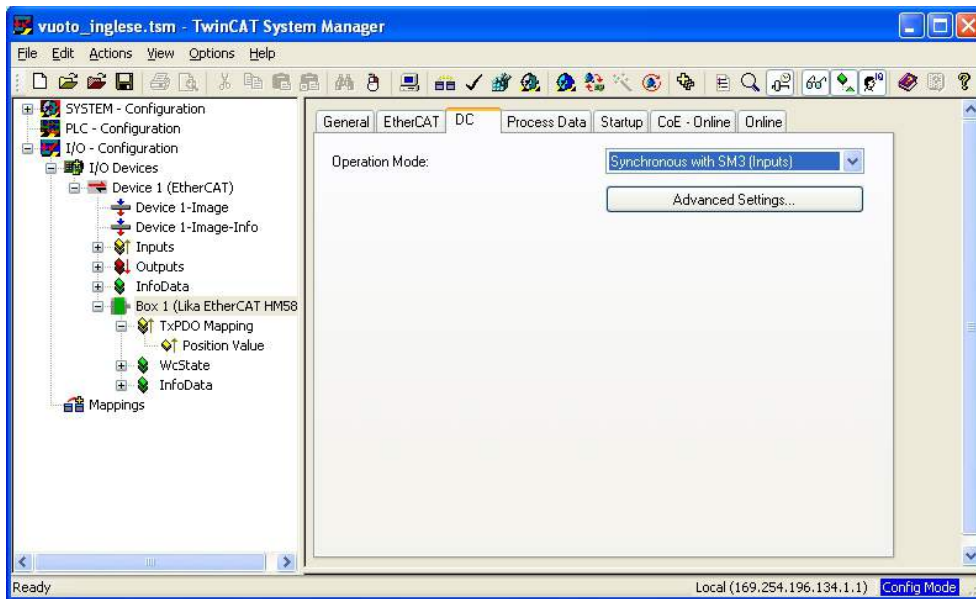 vuoto_inglese.tsm - TwinCAT System Manager
File Edit Actions View Options Help
SYSTEM - Configuration
PLC - Configuration
I/O - Configuration
I/O Devices
Device 1 (EtherCAT)
Device 1-Image
Device 1-Image-Info
Inputs
Outputs
InfoData
Box 1 (Lika EtherCAT HM58
TxPDO Mapping
Position Value
WcState
InfoData
Mappings
General EtherCAT DC Process Data Startup CoE - Online Online
Operation Mode: Synchronous with SM3 (Inputs)
Advanced Settings...
Ready Local (169.254.196.134.1.1) Config Mode